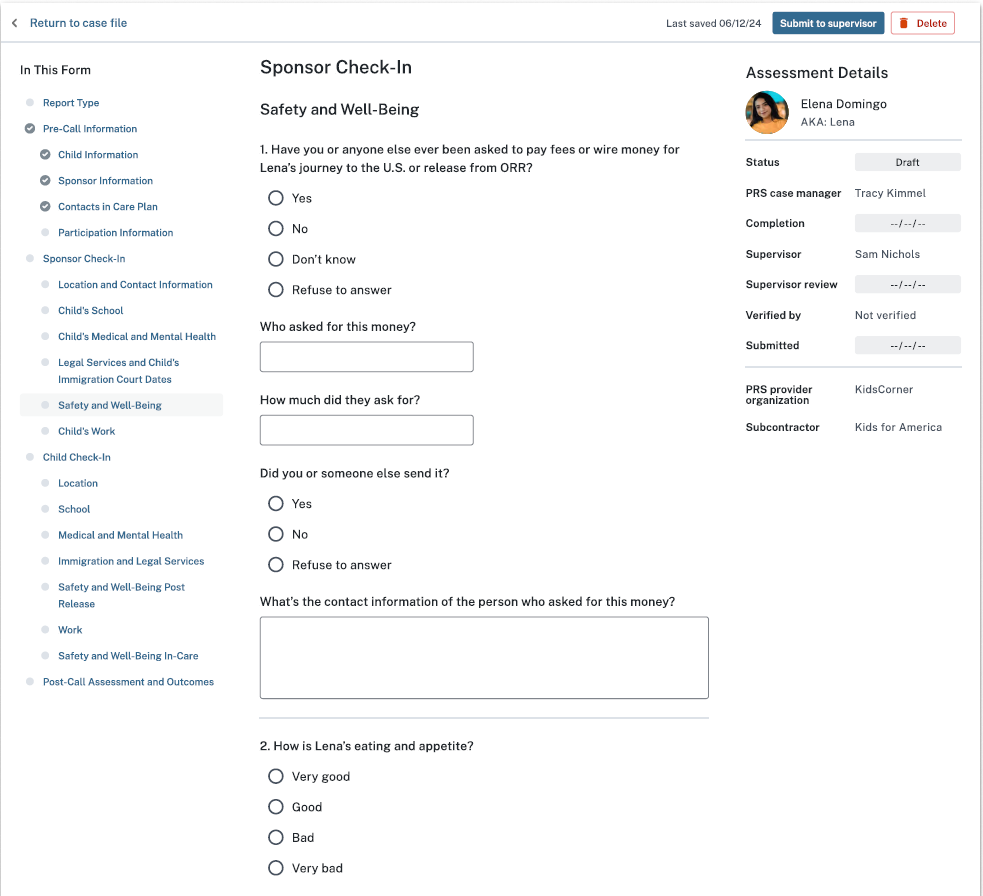 Return to case file
Last saved 06/12/24
Submit to supervisor
Delete
In This Form
Report Type
Pre-Call Information
Child Information
Sponsor Information
Contacts in Care Plan
Participation Information
Sponsor Check-In
Location and Contact Information
Child's School
Child's Medical and Mental Health
Legal Services and Child's
Immigration Court Dates
Safety and Well-Being
Child's Work
Child Check-In
Location
School
Medical and Mental Health
Immigration and Legal Services
Safety and Well-Being Post
Release
Work
Safety and Well-Being In-Care
Post-Call Assessment and Outcomes
Sponsor Check-In
Safety and Well-Being
1. Have you or anyone else ever been asked to pay fees or wire money for
Lena's journey to the U.S. or release from ORR?
Yes
No
Don't know
Refuse to answer
Who asked for this money?
How much did they ask for?
Did you or someone else send it?
Yes
No
Refuse to answer
What's the contact information of the person who asked for this money?
2. How is Lena's eating and appetite?
Very good
Good
Bad
Very bad
Assessment Details
Elena Domingo
AKA: Lena
Status Draft
PRS case manager Tracy Kimmel
Completion --/--/--
Supervisor Sam Nichols
Supervisor review --/--/--
Verified by Not verified
Submitted --/--/--
PRS provider KidsCorner
organization
Subcontractor Kids for America